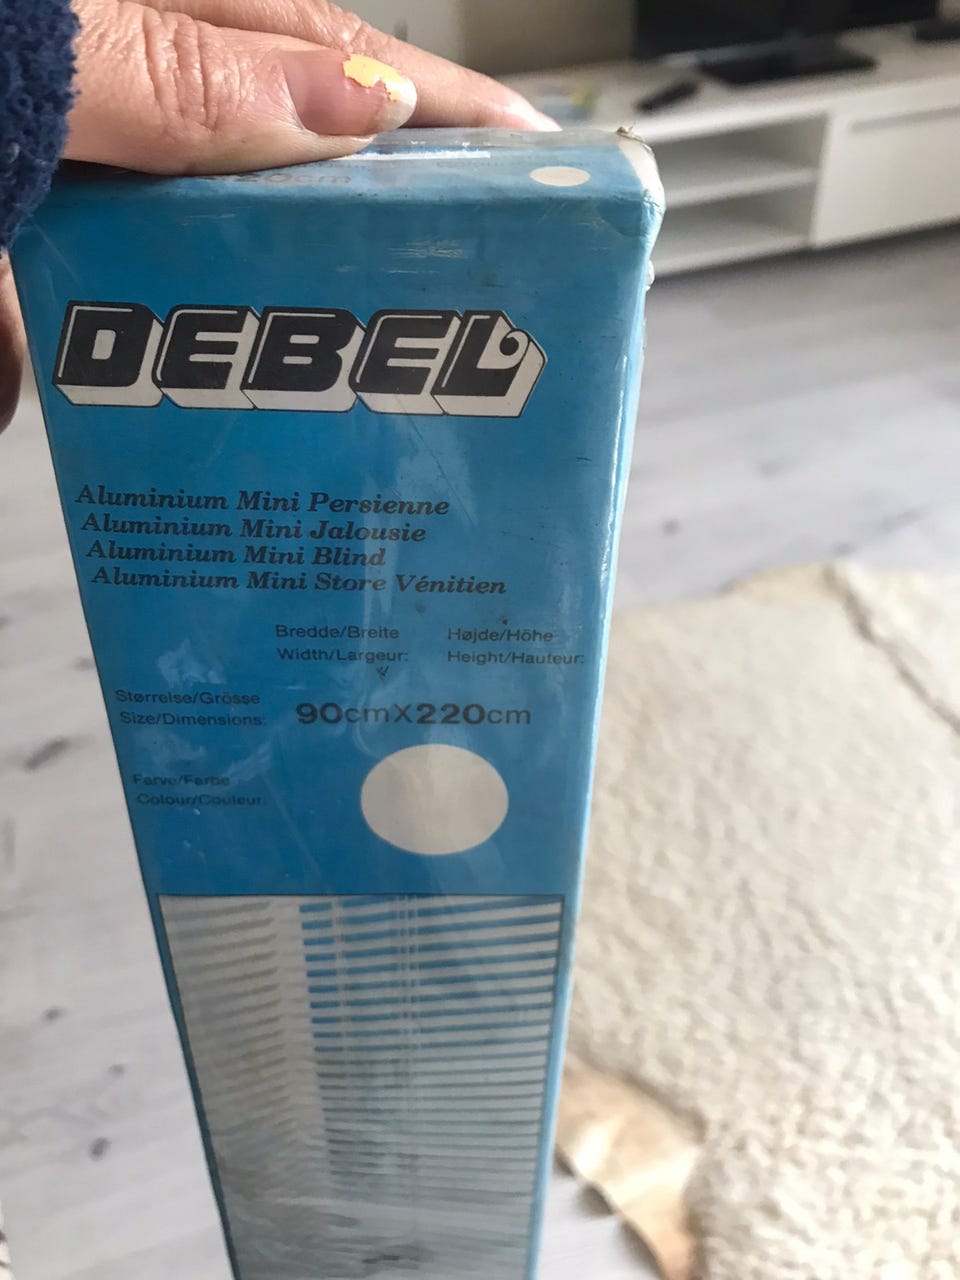 220cm
DEBEL
Aluminium Mini Persienne
Aluminium Mini Jalousie
Aluminium Mini Blind
Aluminium Mini Store Vénitien
Bredde/Breite Højde/Höhe
Width/Largeur: Height/Hauteur:
Størrelse/Grösse
Size/Dimensions: 90cmX220cm
Farve/Farbe
Colour/Couleur: